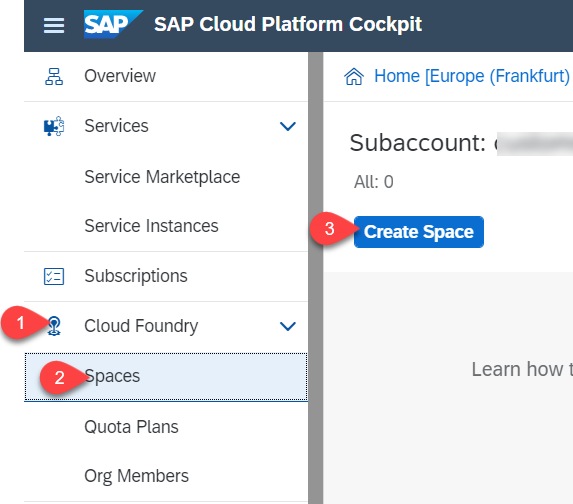 SAP SAP Cloud Platform Cockpit
Overview
Home [Europe (Frankfurt)
Services
Subaccount:
Service Marketplace
All: 0
Service Instances
3 Create Space
Subscriptions
1 Cloud Foundry
Learn how
2 Spaces
Quota Plans
Org Members